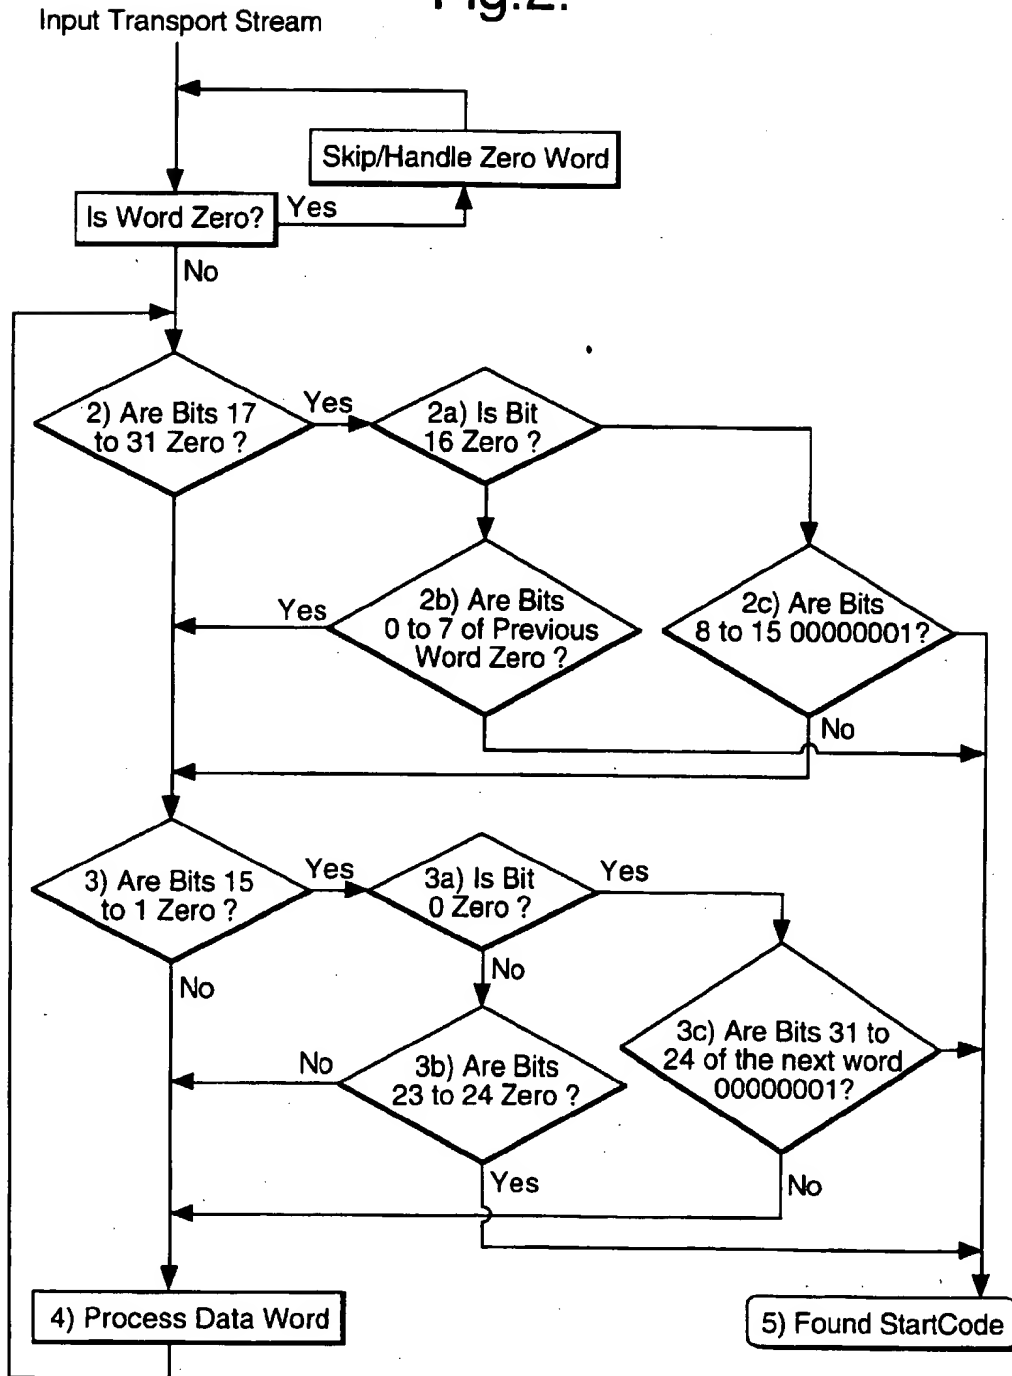 Fig.2.
Input Transport Stream
Skip/Handle Zero Word
Is Word Zero?
Yes
No
2) Are Bits 17
to 31 Zero ?
Yes
2a) Is Bit
16 Zero ?
Yes
2b) Are Bits
0 to 7 of Previous
Word Zero ?
2c) Are Bits
8 to 15 00000001?
No
3) Are Bits 15
to 1 Zero ?
Yes
3a) Is Bit
0 Zero ?
Yes
No
No
3b) Are Bits
23 to 24 Zero ?
No
3c) Are Bits 31 to
24 of the next word
00000001?
Yes
No
4) Process Data Word
5) Found StartCode